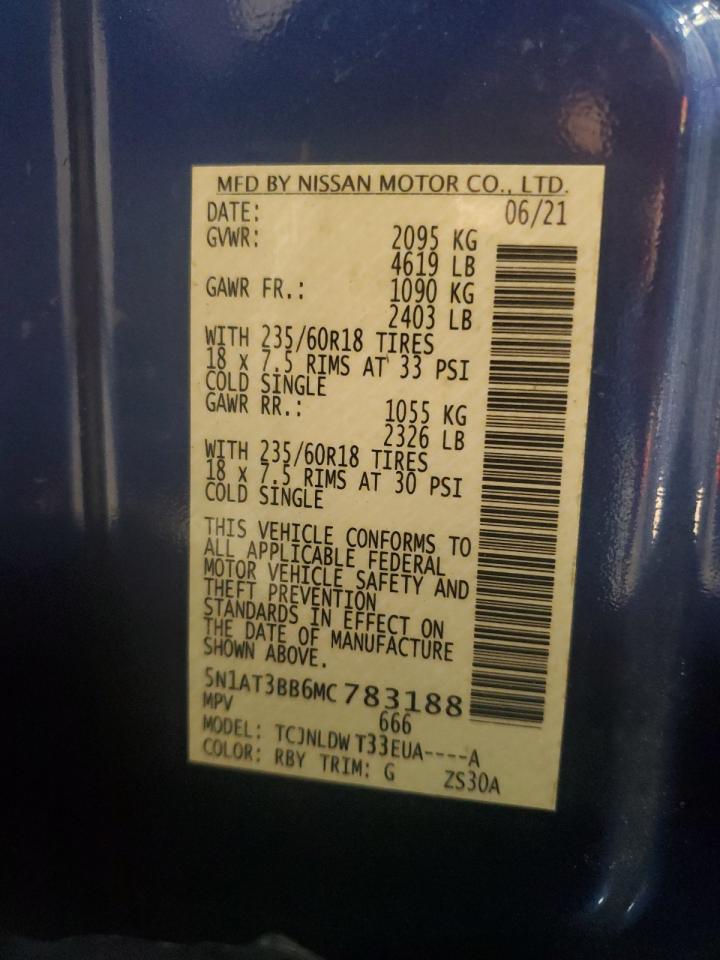 MFD BY NISSAN MOTOR CO., LTD.
DATE: 06/21
GVWR: 2095 KG
4619 LB
GAWR FR.: 1090 KG
2403 LB
WITH 235/60R18 TIRES
18 x 7.5 RIMS AT 33 PSI
COLD SINGLE
GAWR RR.: 1055 KG
2326 LB
WITH 235/60R18 TIRES
18 x 7.5 RIMS AT 30 PSI
COLD SINGLE
THIS VEHICLE CONFORMS TO
ALL APPLICABLE FEDERAL
MOTOR VEHICLE SAFETY AND
THEFT PREVENTION
STANDARDS IN EFFECT ON
THE DATE OF MANUFACTURE
SHOWN ABOVE.
5N1AT3BB6MC783188
MPV 666
MODEL: TCJNLDW T33EUA----A
COLOR: RBY TRIM: G ZS30A